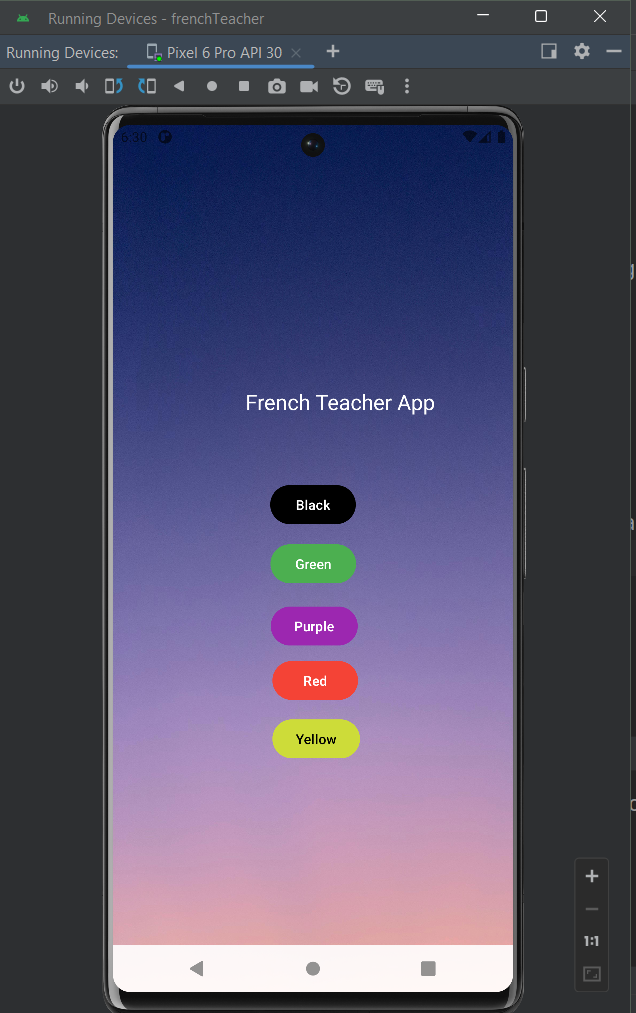 Running Devices - frenchTeacher
Running Devices:
Pixel 6 Pro API 30
6:30
French Teacher App
Black
Green
Purple
Red
Yellow
1:1